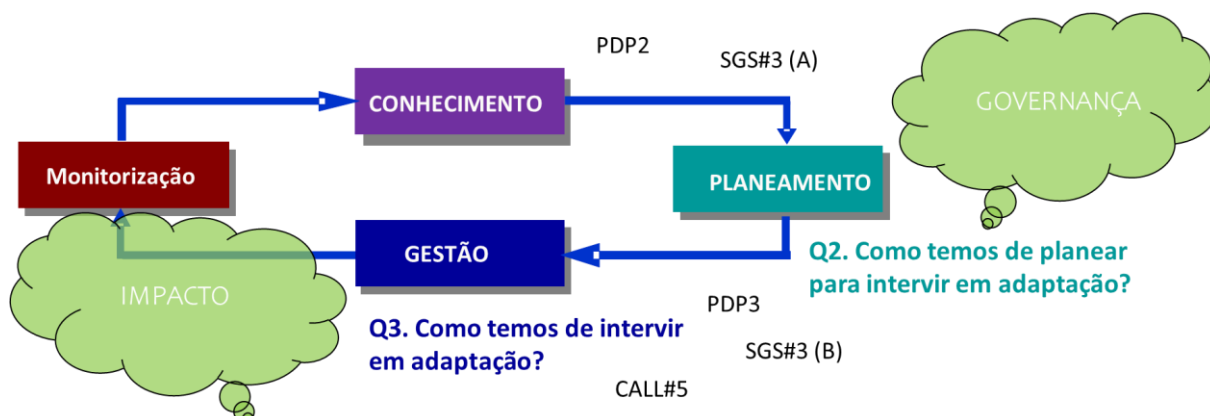 PDP2
SGS#3 (A)
CONHECIMENTO
GOVERNANÇA
Monitorização
PLANEAMENTO
GESTÃO
Q2. Como temos de planear
para intervir em adaptação?
IMPACTO
PDP3
Q3. Como temos de intervir
em adaptação?
SGS#3 (B)
CALL#5